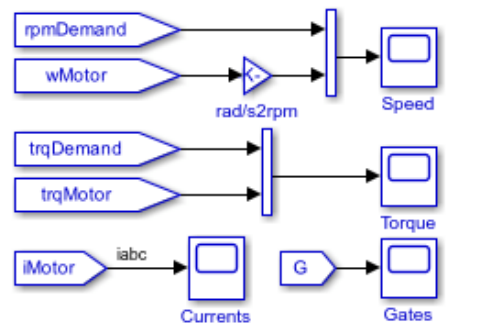 rpmDemand
wMotor
rad/s2rpm
Speed
trqDemand
trqMotor
Torque
iMotor
iabc
Currents
G
Gates